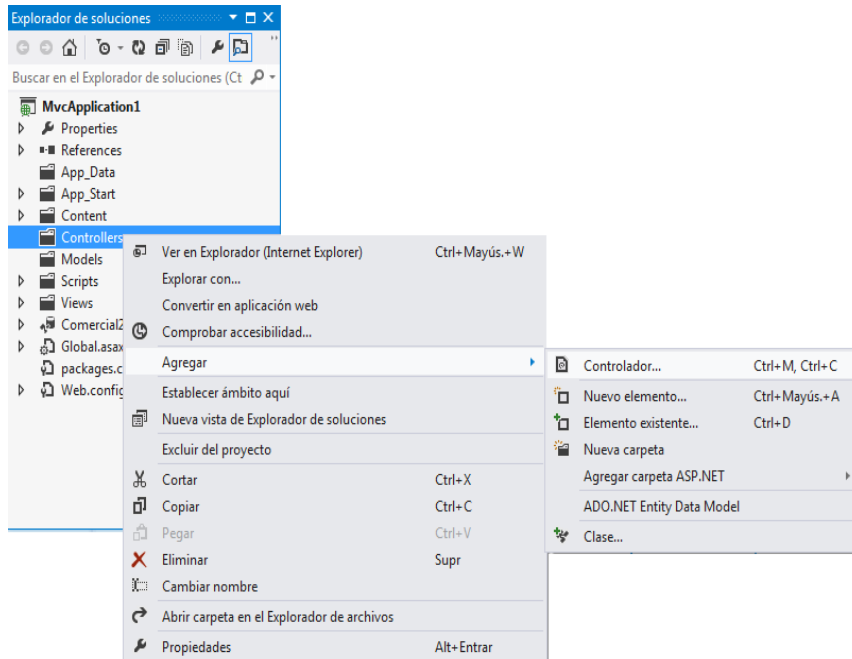 Explorador de soluciones
Buscar en el Explorador de soluciones (Ct
MvcApplication1
Properties
References
App_Data
App_Start
Content
Controllers
Models
Scripts
Views
Global.asax
packages.c
Web.config
Ver en Explorador (Internet Explorer) Ctrl+Mayús.+W
Explorar con...
Convertir en aplicación web
Comprobar accesibilidad...
Agregar
Establecer ámbito aquí
Nueva vista de Explorador de soluciones
Excluir del proyecto
Cortar Ctrl+X
Copiar Ctrl+C
Pegar Ctrl+V
Eliminar Supr
Cambiar nombre
Abrir carpeta en el Explorador de archivos
Propiedades Alt+Entrar
Controlador... Ctrl+M, Ctrl+C
Nuevo elemento... Ctrl+Mayús.+A
Elemento existente... Ctrl+D
Nueva carpeta
Agregar carpeta ASP.NET
ADO.NET Entity Data Model
Clase...